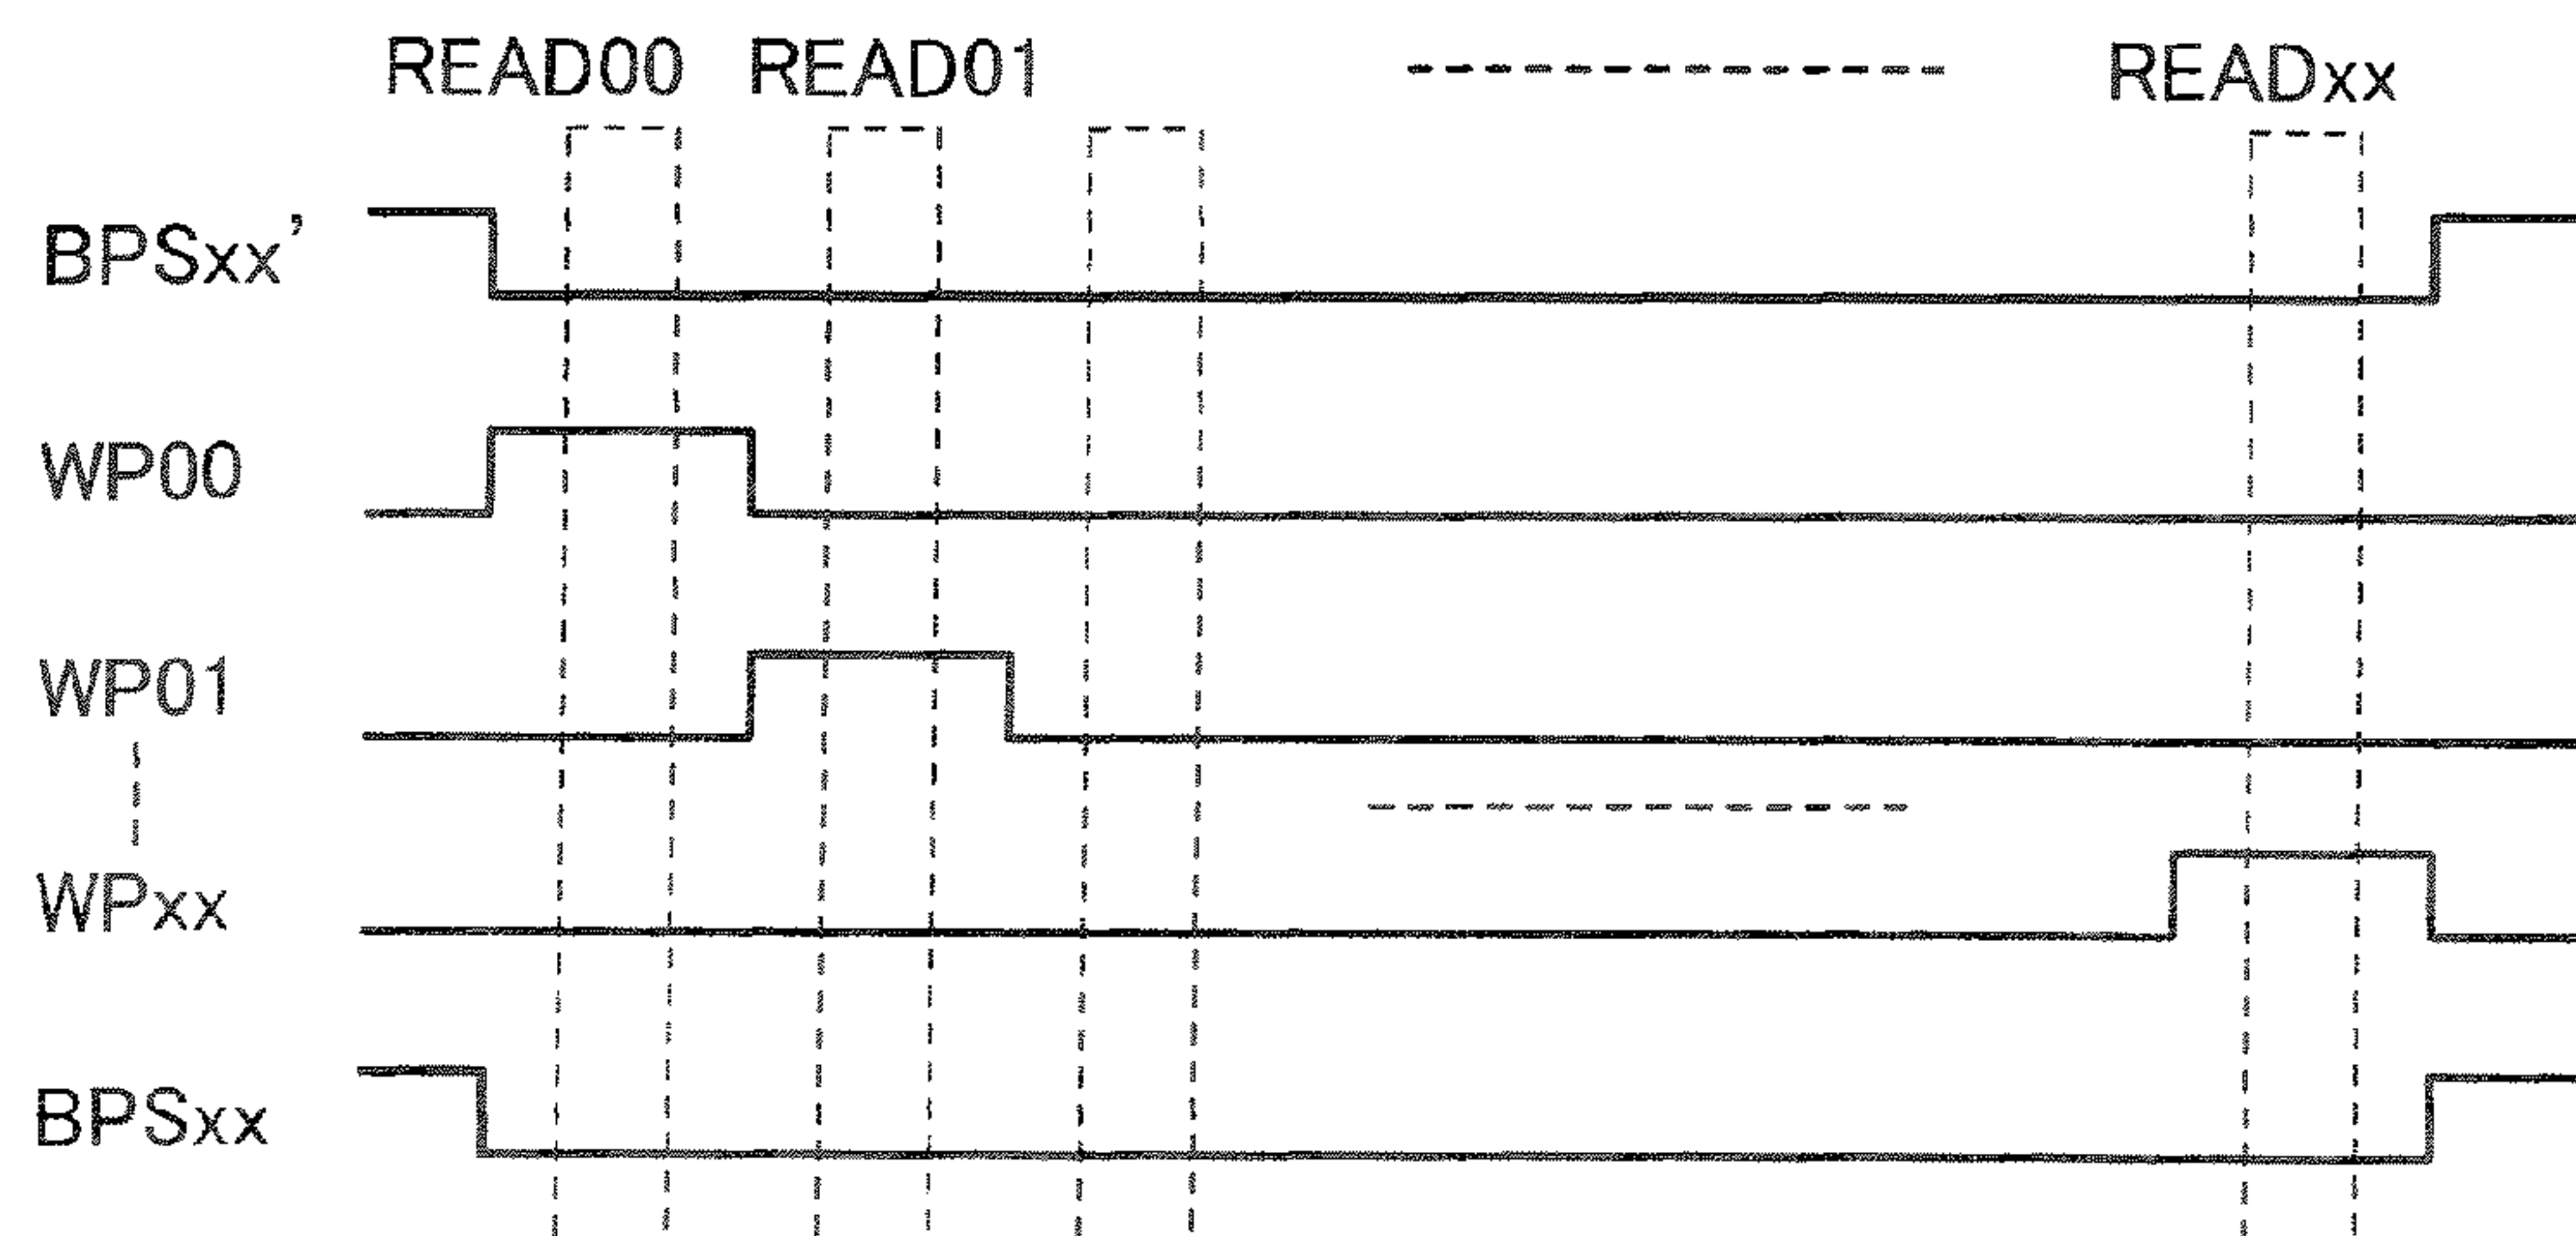 READ00 READ01 READxx
BPSxx'
WP00
WP01
WPxx
BPSxx